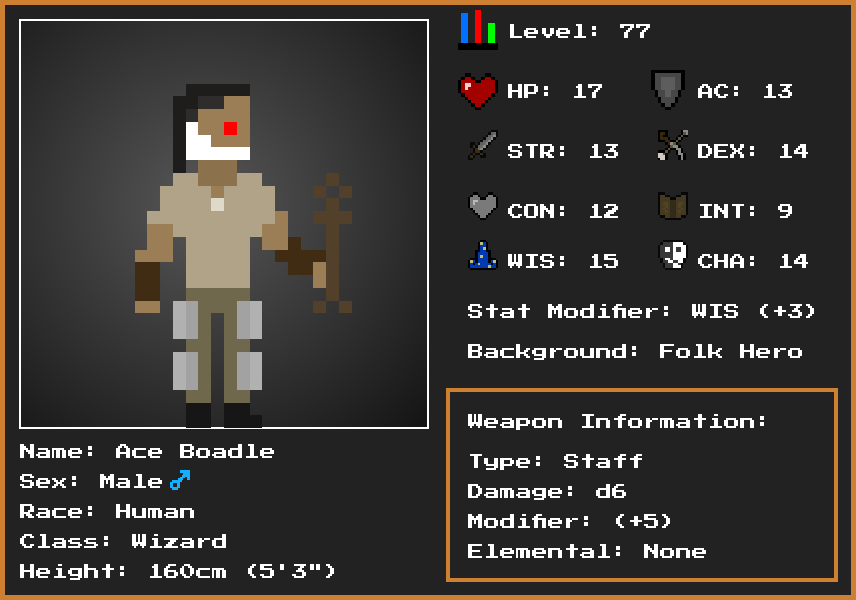 Level: 77
HP: 17
AC: 13
STR: 13
DEX: 14
CON: 12
INT: 9
WIS: 15
CHA: 14
Stat Modifier: WIS (+3)
Background: Folk Hero
Weapon Information:
Type: Staff
Damage: d6
Modifier: (+5)
Elemental: None
Name: Ace Boadle
Sex: Male ♂
Race: Human
Class: Wizard
Height: 160cm (5'3")